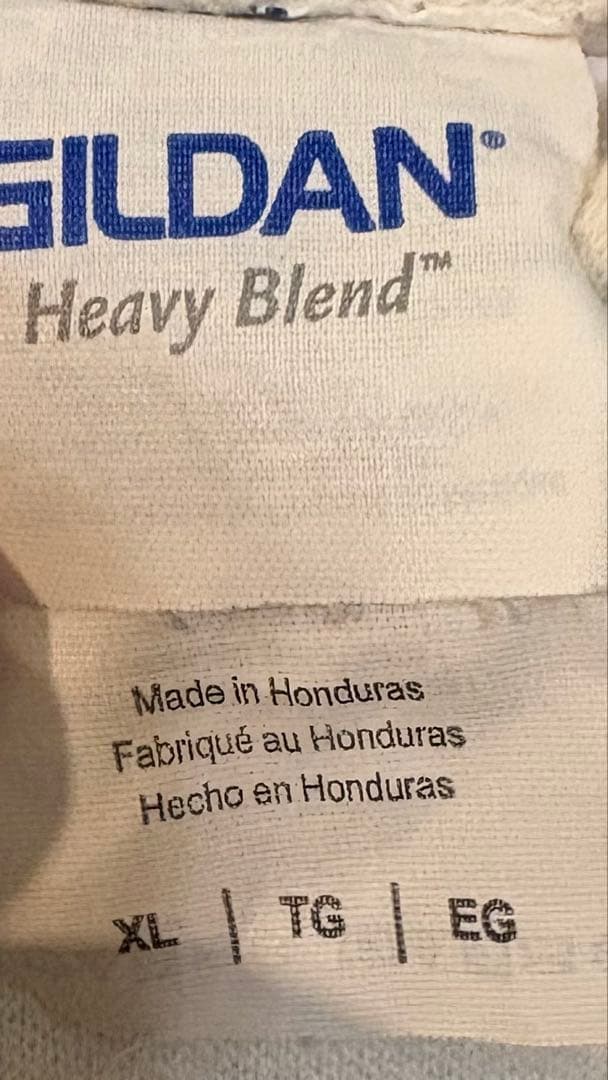 GILDAN®
Heavy Blend™
Made in Honduras
Fabriqué au Honduras
Hecho en Honduras
XL | TG | EG